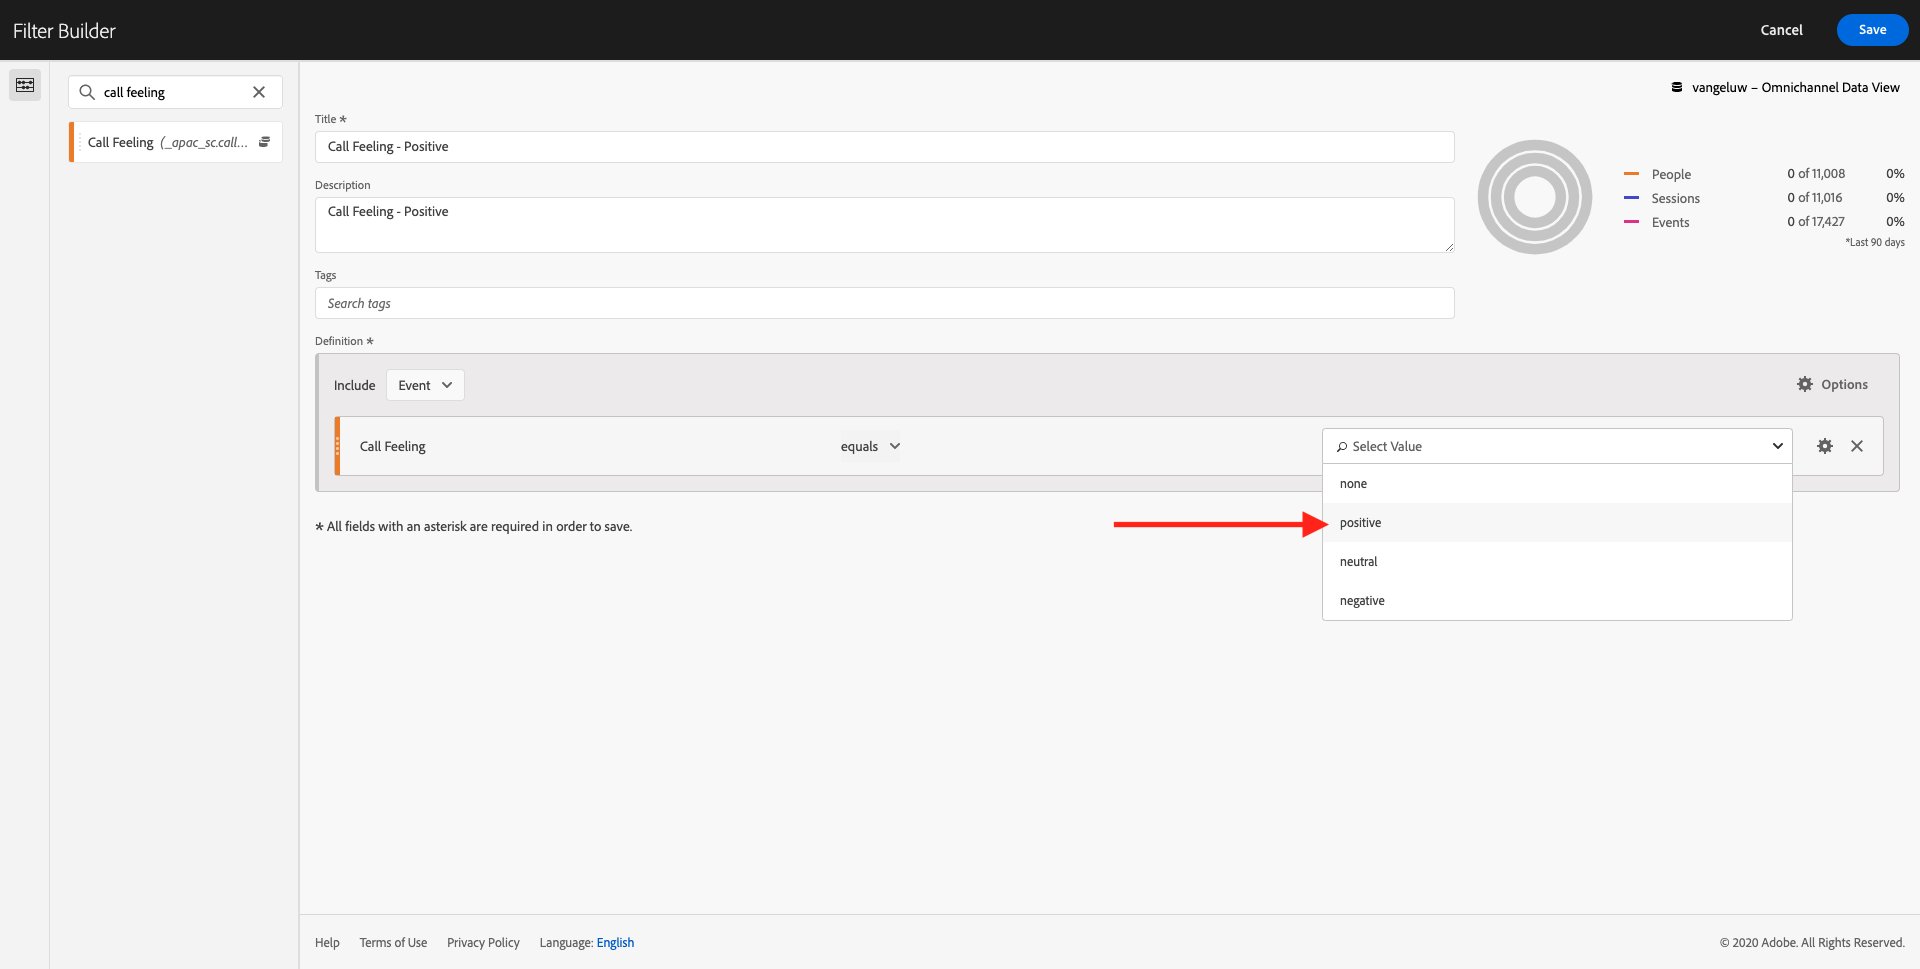 Filter Builder
Cancel
Save
call feeling
Call Feeling (_apac_sc.call...
vangeluw – Omnichannel Data View
Title *
Call Feeling - Positive
Description
Call Feeling - Positive
Tags
Search tags
People 0 of 11,008 0%
Sessions 0 of 11,016 0%
Events 0 of 17,427 0%
*Last 90 days
Definition *
Include Event
Options
Call Feeling equals Select Value
none
positive
neutral
negative
* All fields with an asterisk are required in order to save.
Help Terms of Use Privacy Policy Language: English
© 2020 Adobe. All Rights Reserved.